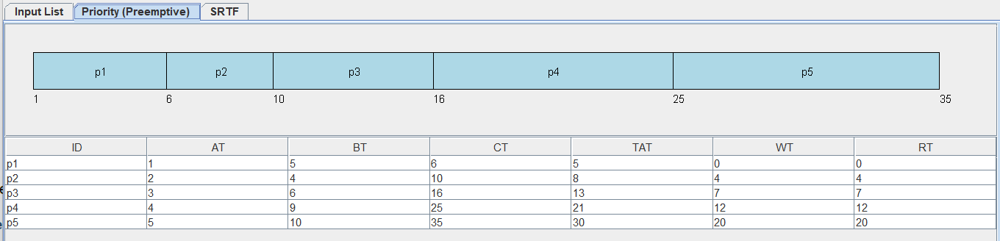 Input List Priority (Preemptive) SRTF
p1 p2 p3 p4 p5
1 6 10 16 25 35
ID AT BT CT TAT WT RT
p1 1 5 6 5 0 0
p2 2 4 10 8 4 4
p3 3 6 16 13 7 7
p4 4 9 25 21 12 12
p5 5 10 35 30 20 20